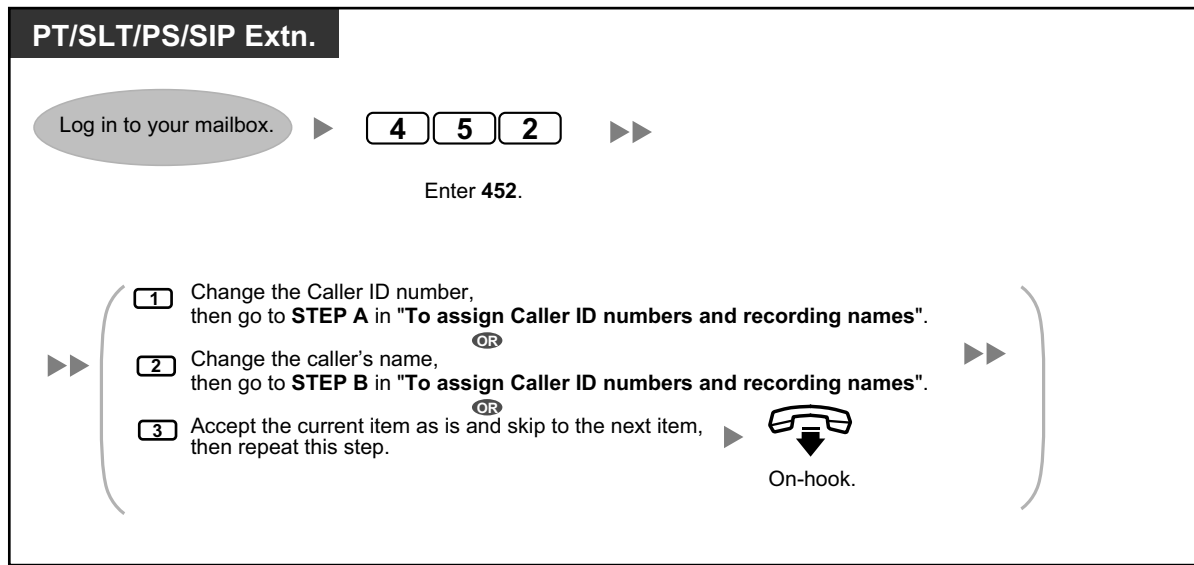 PT/SLT/PS/SIP Extn.
Log in to your mailbox.
4 5 2
Enter 452.
1 Change the Caller ID number,
then go to STEP A in "To assign Caller ID numbers and recording names".
OR
2 Change the caller's name,
then go to STEP B in "To assign Caller ID numbers and recording names".
OR
3 Accept the current item as is and skip to the next item,
then repeat this step.
On-hook.